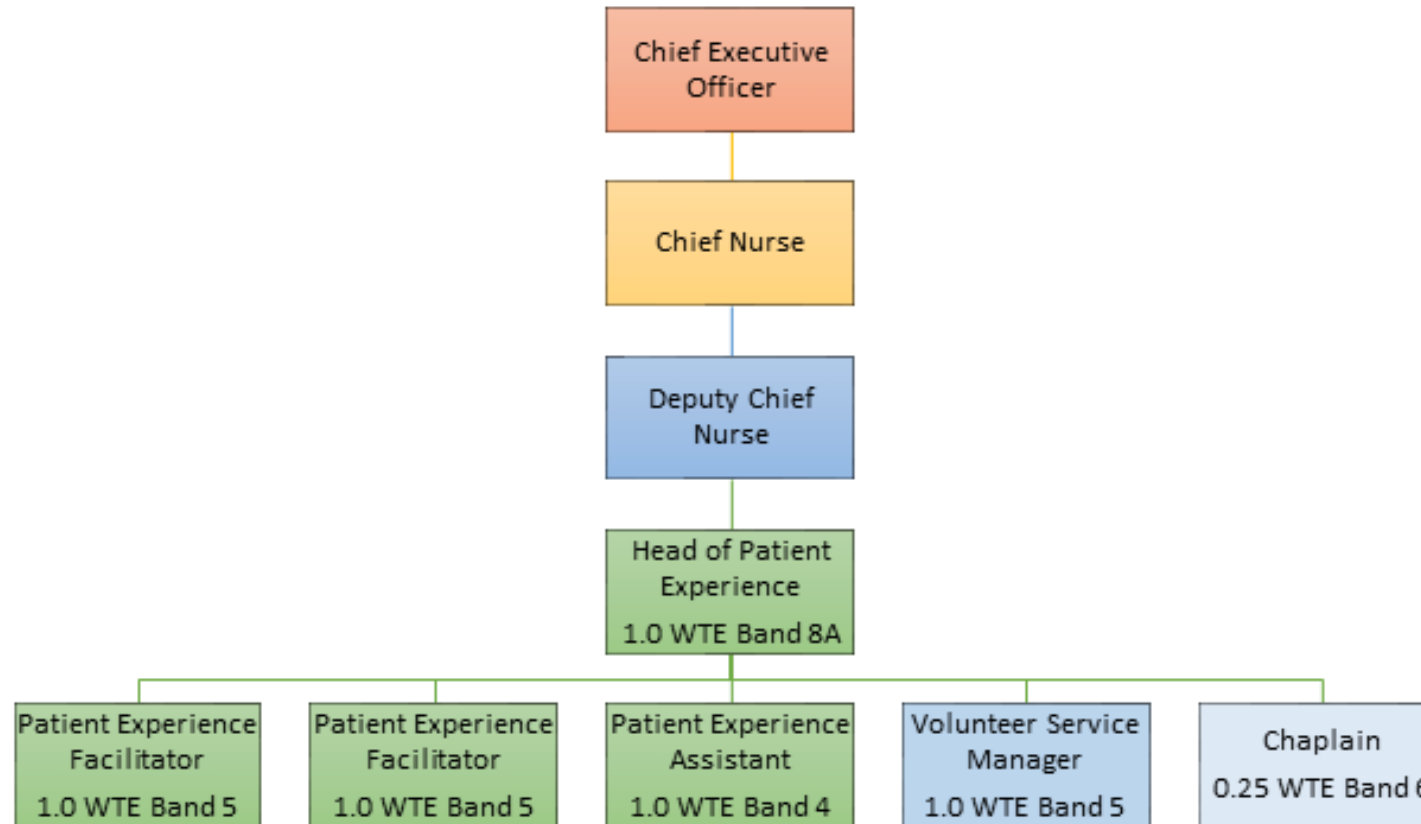 Chief Executive
Officer
Chief Nurse
Deputy Chief
Nurse
Head of Patient
Experience
1.0 WTE Band 8A
Patient Experience
Facilitator
1.0 WTE Band 5
Patient Experience
Facilitator
1.0 WTE Band 5
Patient Experience
Assistant
1.0 WTE Band 4
Volunteer Service
Manager
1.0 WTE Band 5
Chaplain
0.25 WTE Band 6